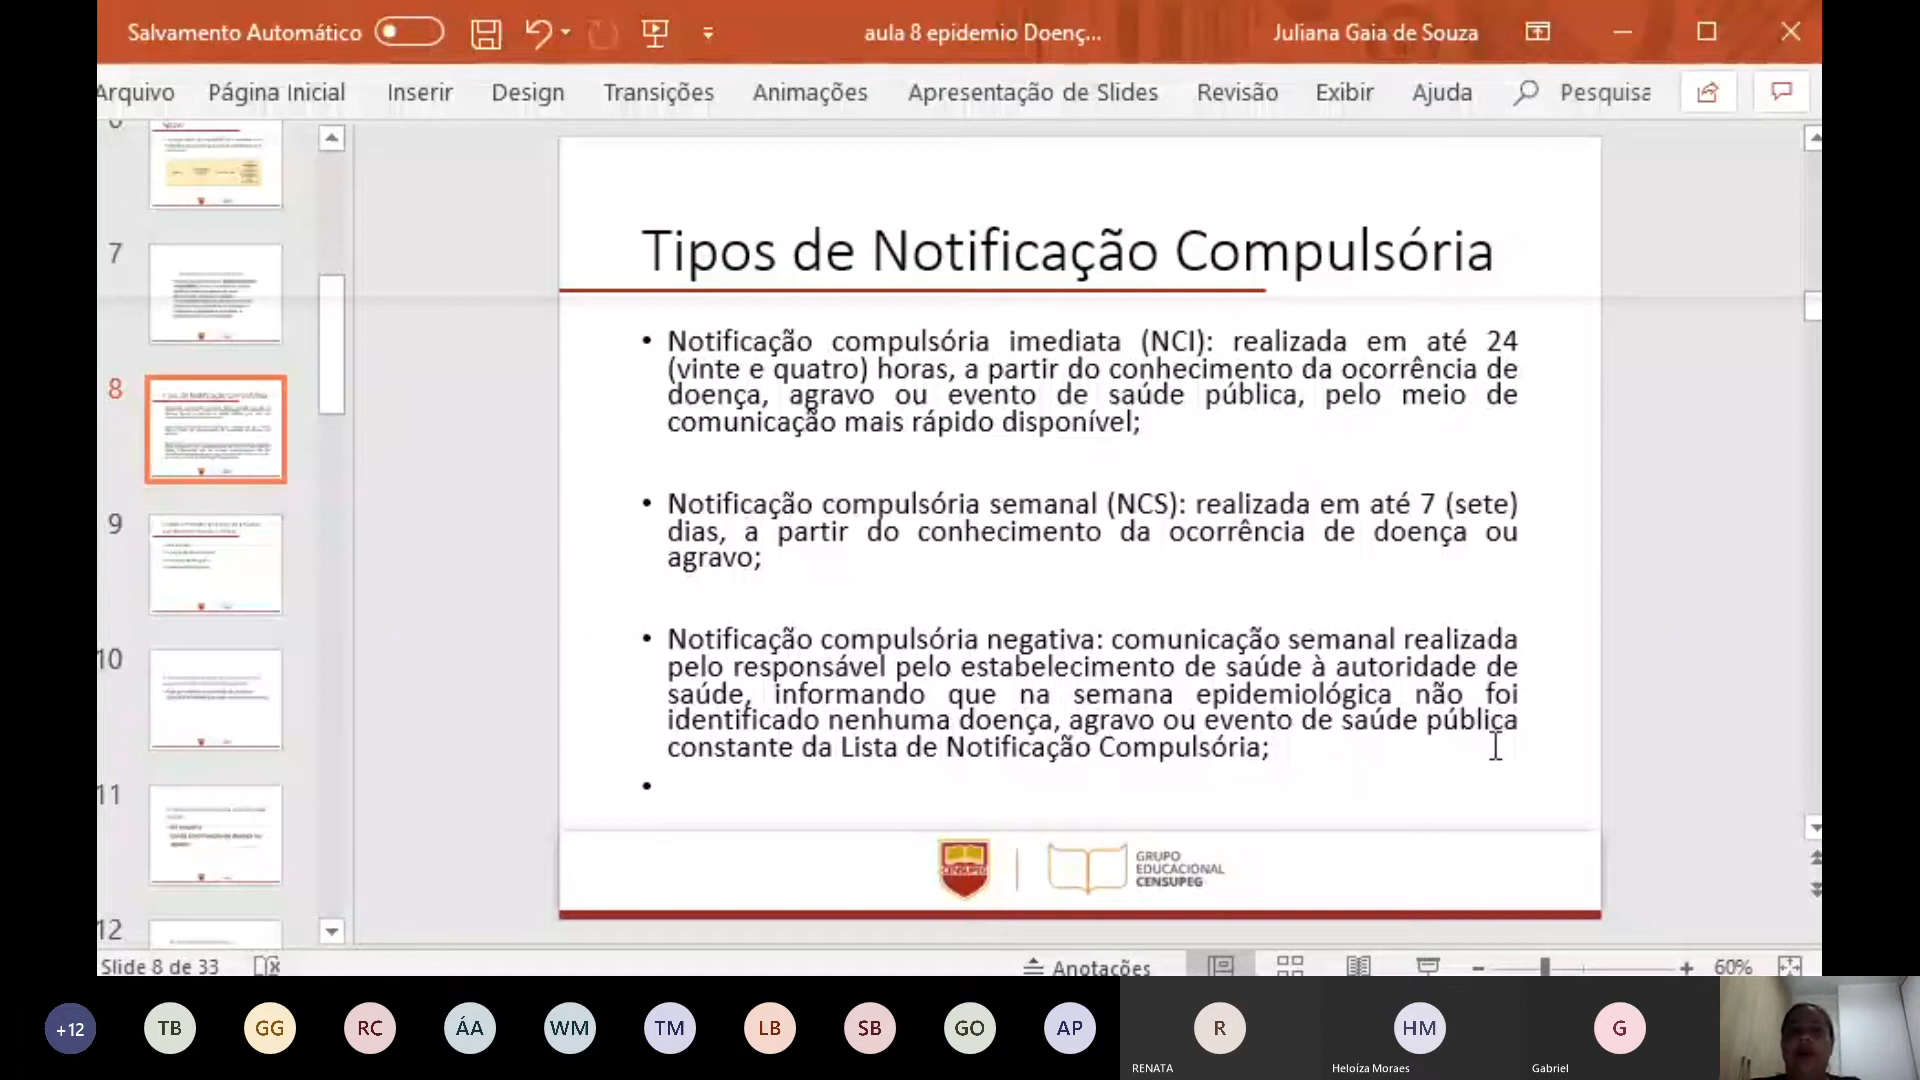 Salvamento Automático
aula 8 epidemio Doenç...
Juliana Gaia de Souza
Arquivo Página Inicial Inserir Design Transições Animações Apresentação de Slides Revisão Exibir Ajuda Pesquisa
7
8
9
10
11
12
Tipos de Notificação Compulsória
• Notificação compulsória imediata (NCI): realizada em até 24
(vinte e quatro) horas, a partir do conhecimento da ocorrência de
doença, agravo ou evento de saúde pública, pelo meio de
comunicação mais rápido disponível;
• Notificação compulsória semanal (NCS): realizada em até 7 (sete)
dias, a partir do conhecimento da ocorrência de doença ou
agravo;
• Notificação compulsória negativa: comunicação semanal realizada
pelo responsável pelo estabelecimento de saúde à autoridade de
saúde, informando que na semana epidemiológica não foi
identificado nenhuma doença, agravo ou evento de saúde pública
constante da Lista de Notificação Compulsória;
•
CENSUPEG
GRUPO
EDUCACIONAL
CENSUPEG
Slide 8 de 33
Anotações
60%
+12 TB GG RC ÁA WM TM LB SB GO AP R HM G
RENATA Heloíza Moraes Gabriel